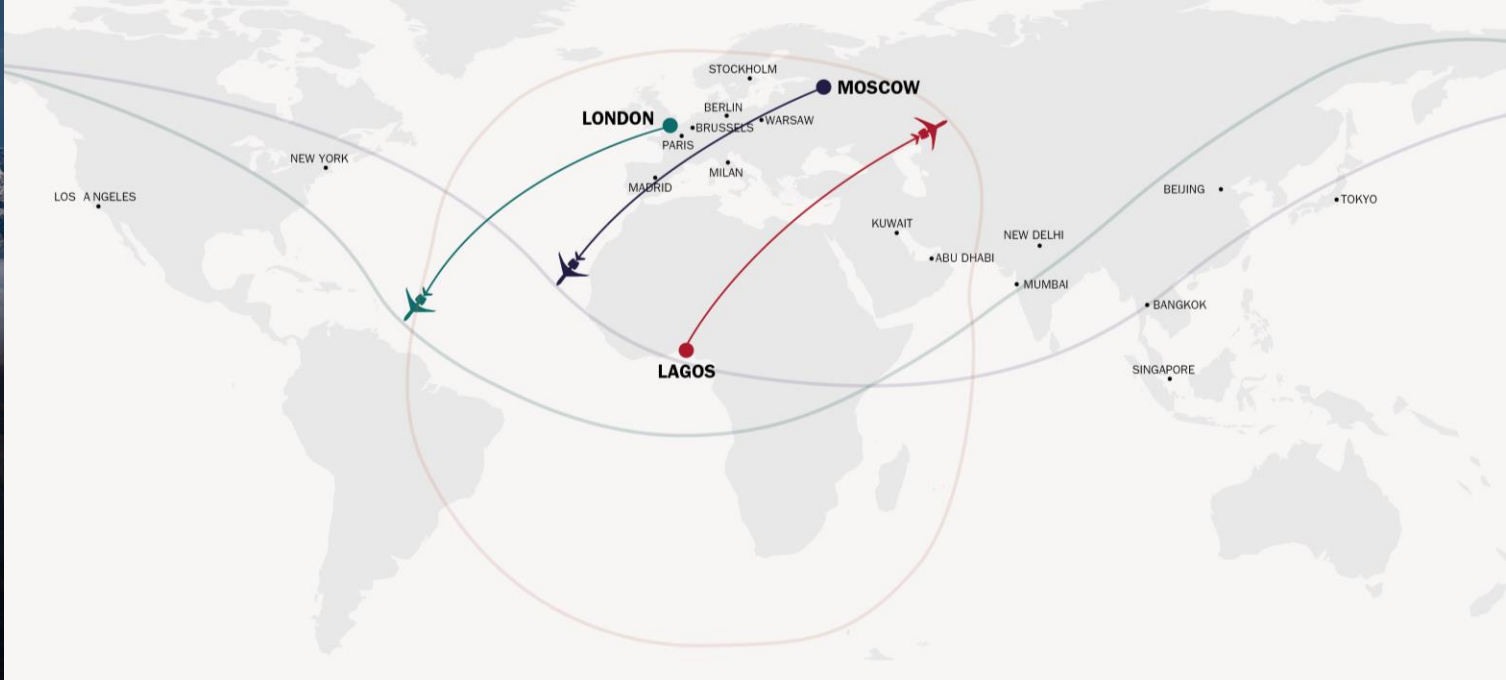 STOCKHOLM
MOSCOW
BERLIN
LONDON
BRUSSELS
WARSAW
PARIS
NEW YORK
MILAN
MADRID
LOS ANGELES
BEIJING
TOKYO
KUWAIT
NEW DELHI
ABU DHABI
MUMBAI
BANGKOK
LAGOS
SINGAPORE